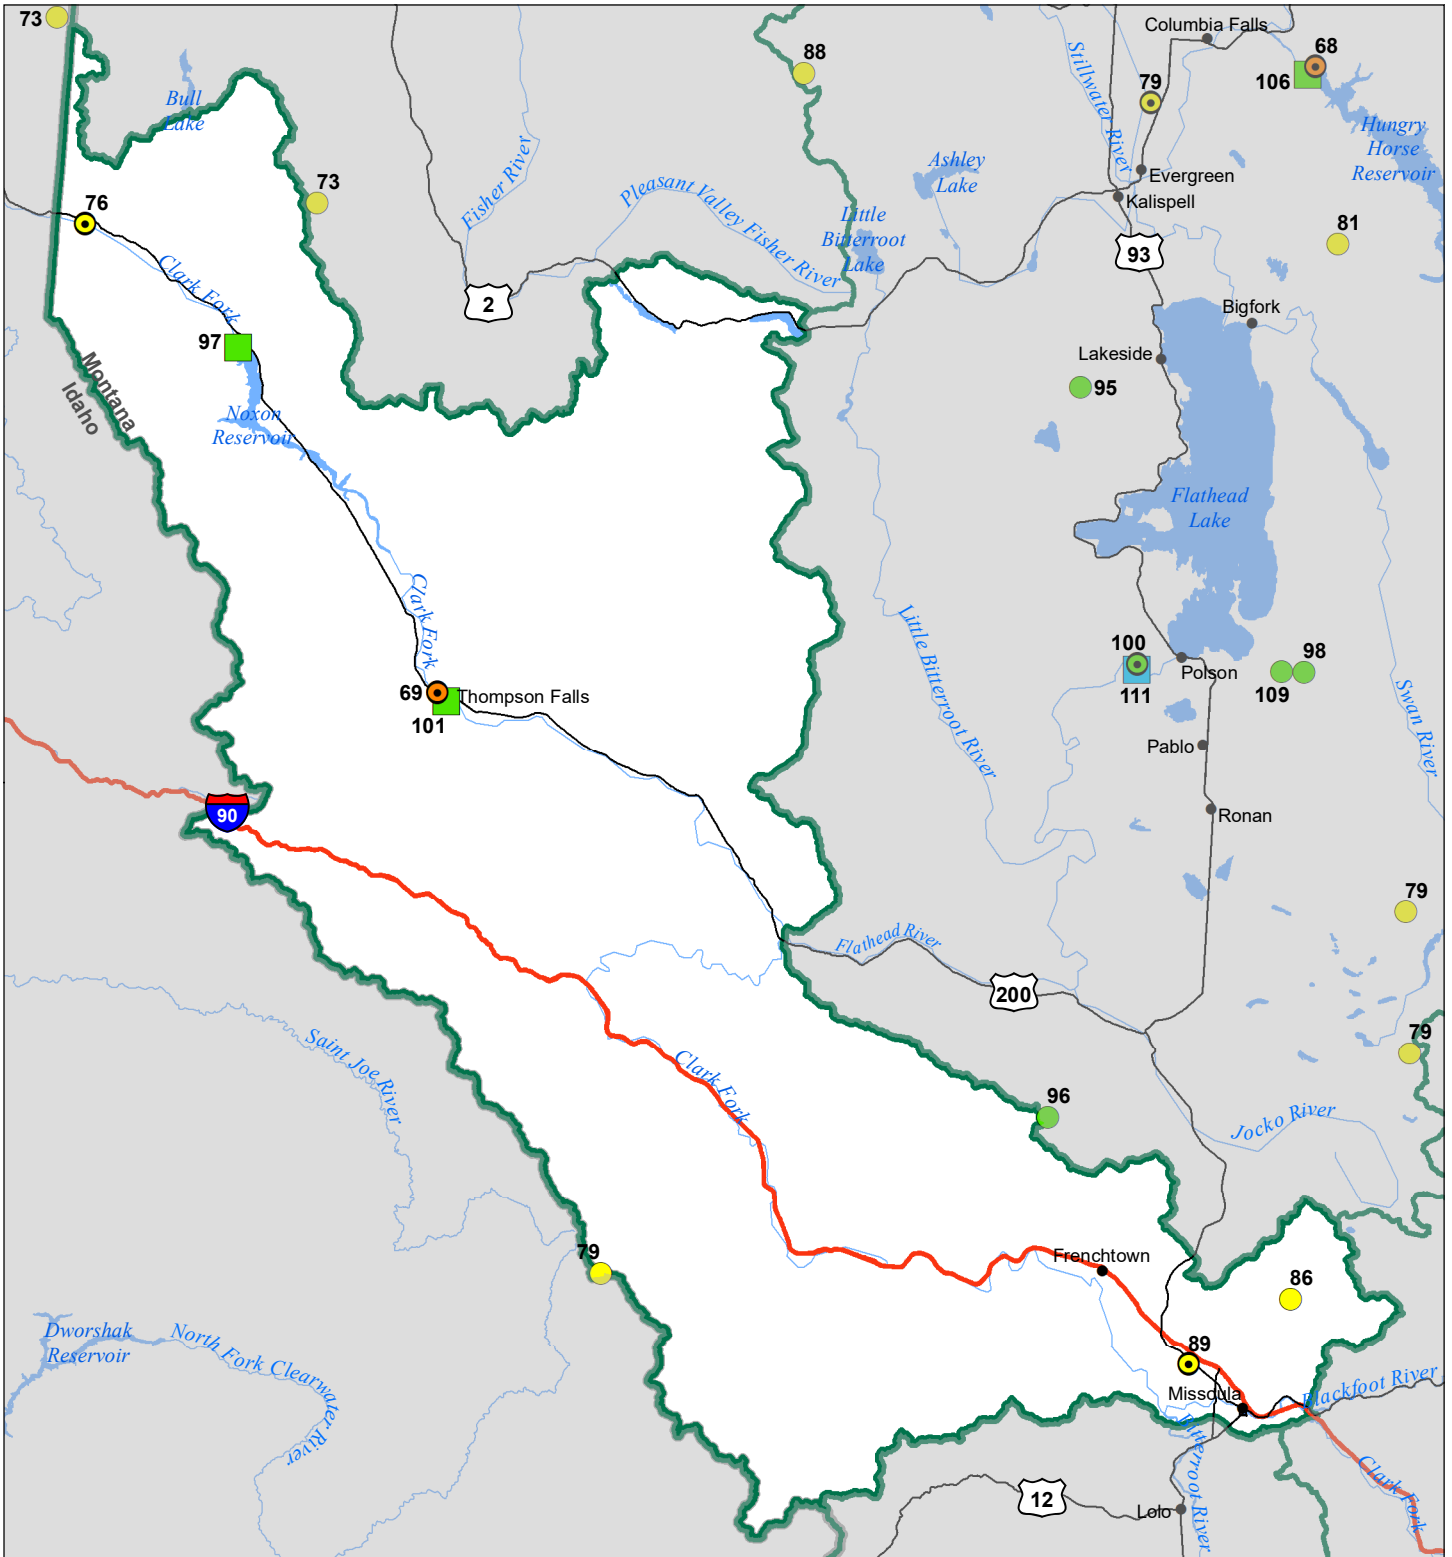 73
88
Columbia Falls
68
106
79
Stillwater River
Bull
Lake
Hungry
Horse
Reservoir
Fisher River
Ashley
Lake
Evergreen
Kalispell
73
Pleasant Valley Fisher River
76
Little
Bitterroot
Lake
81
93
Clark Fork
2
Bigfork
97
Lakeside
Montana
Idaho
95
Noxon
Reservoir
Flathead
Lake
Clark Fork
Little Bitterroot River
100
111
Polson
98
109
Swan River
69
Thompson Falls
101
Pablo
90
Ronan
79
Flathead River
200
Saint Joe River
79
Clark Fork
96
Jocko River
79
Frenchtown
86
Dworshak
Reservoir
North Fork Clearwater River
89
Missoula
Blackfoot River
Bitterroot River
Clark Fork
12
Lolo